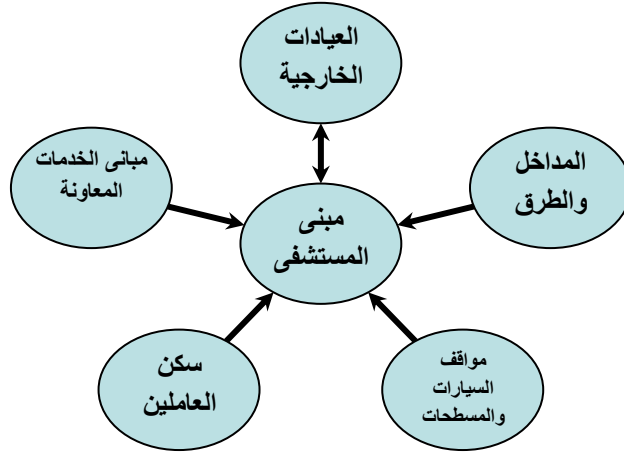 العيادات
الخارجية
مبانى الخدمات
المعاونة
المداخل
والطرق
مبنى
المستشفى
سكن
العاملين
مواقف
السيارات
والمسطحات